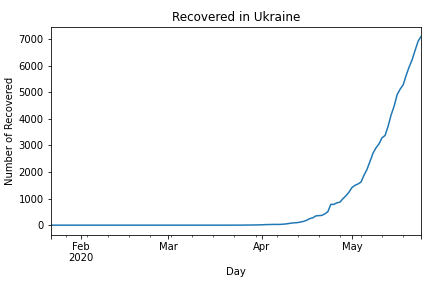 Recovered in Ukraine
Number of Recovered
7000
6000
5000
4000
3000
2000
1000
0
Feb
2020
Mar
Apr
May
Day